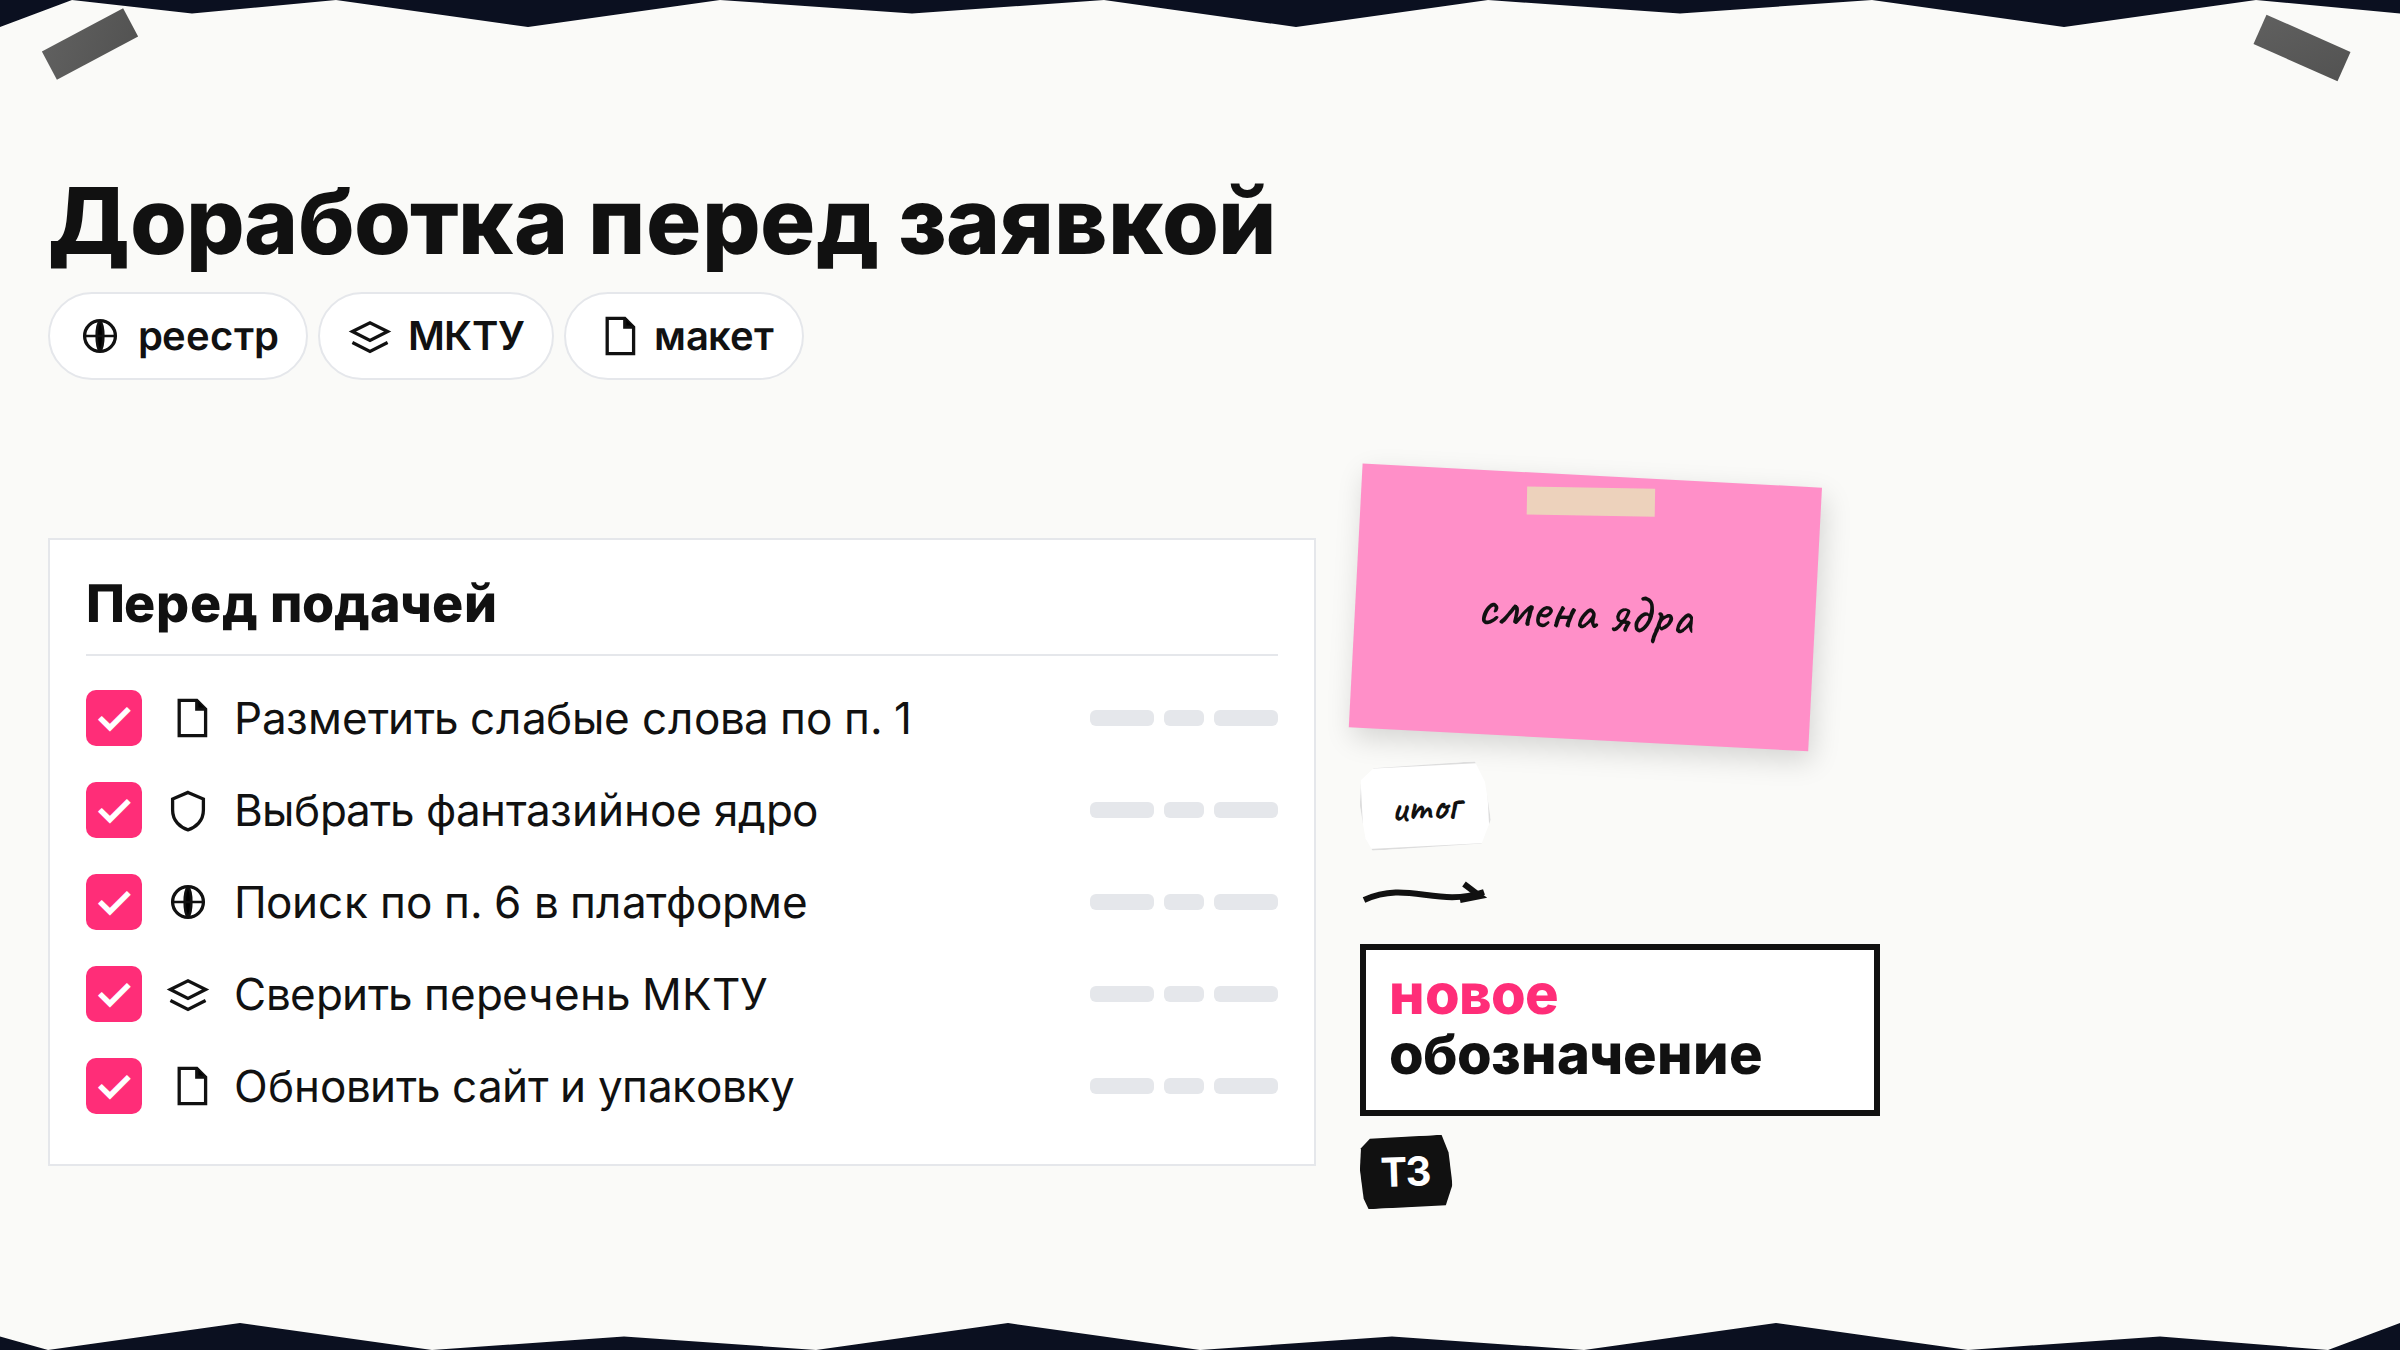 Доработка перед заявкой
реестр
МКТУ
макет
Перед подачей
Разметить слабые слова по п. 1
Выбрать фантазийное ядро
Поиск по п. 6 в платформе
Сверить перечень МКТУ
Обновить сайт и упаковку
смена ядра
итог
новое
обозначение
ТЗ